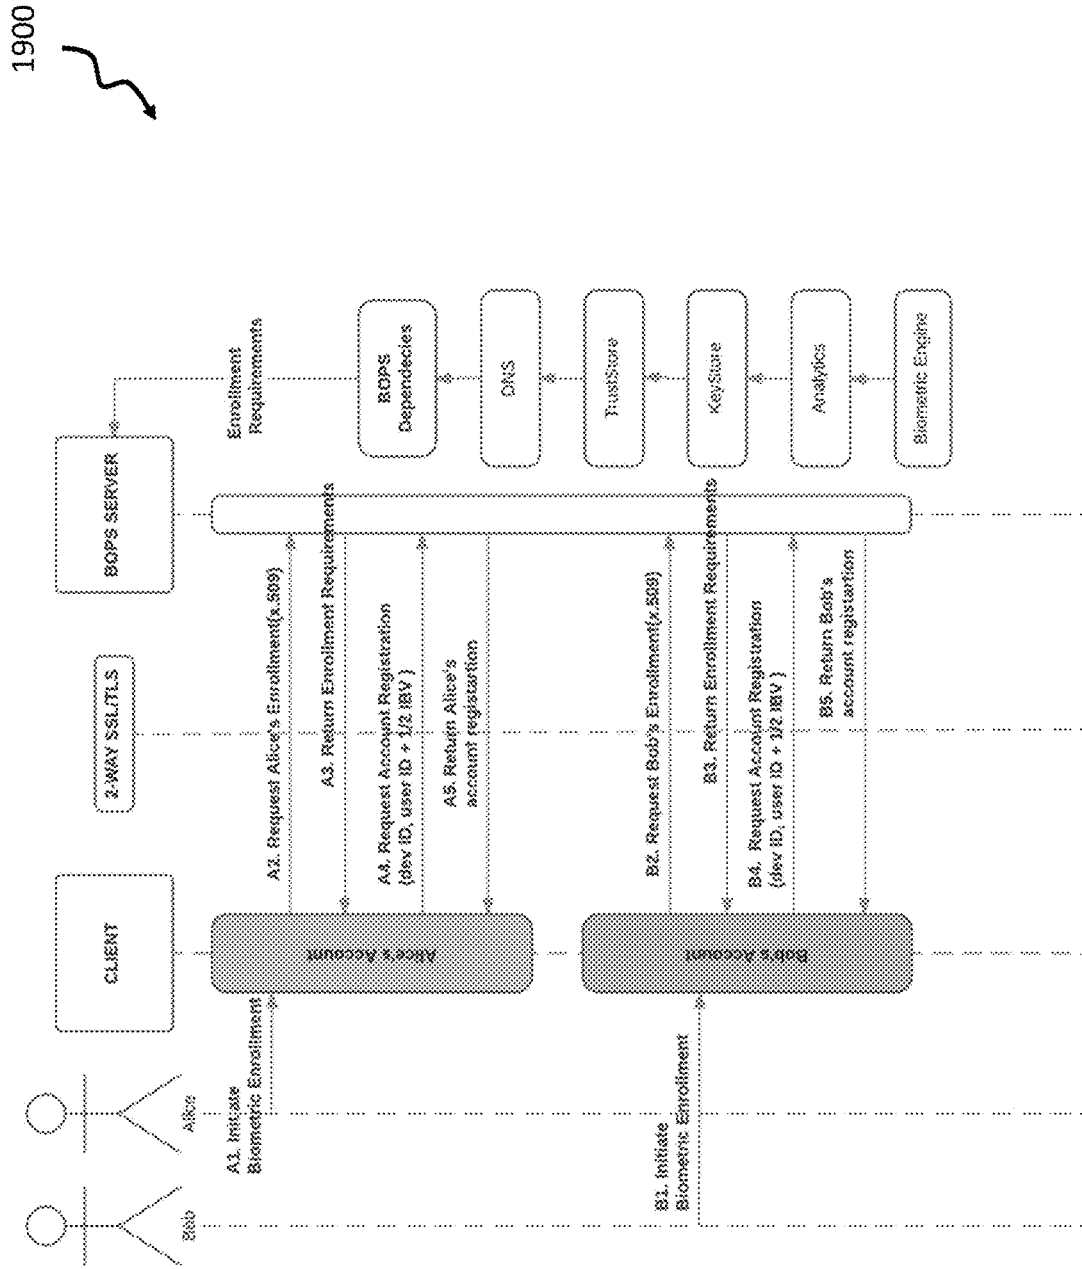 1900
Bob
Alice
CLIENT
2-WAY SSL/TLS
BOPS SERVER
Enrollment
Requirements
BOPS
Dependecies
DNS
TrustStore
KeyStore
Analytics
Biometric Engine
A1. Initiate
Biometric Enrollment
Alice's Account
A2. Request Alice's Enrollment(x.509)
A3. Return Enrollment Requirements
A4. Request Account Registration
(dev ID, user ID + 1/2 IBV )
A5. Return Alice's
account registartion
B1. Initiate
Biometric Enrollment
Bob's Account
B2. Request Bob's Enrollment(x.509)
B3. Return Enrollment Requirements
B4. Request Account Registration
(dev ID, user ID + 1/2 IBV )
B5. Return Bob's
account registartion